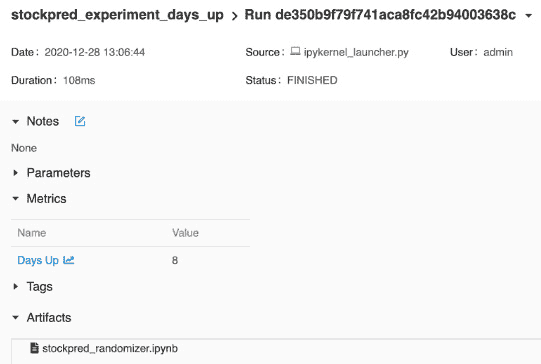 stockpred_experiment_days_up > Run de350b9f79f741aca8fc42b94003638c
Date: 2020-12-28 13:06:44 Source: ipykernel_launcher.py User: admin
Duration: 108ms Status: FINISHED
Notes
None
Parameters
Metrics
Name Value
Days Up 8
Tags
Artifacts
stockpred_randomizer.ipynb